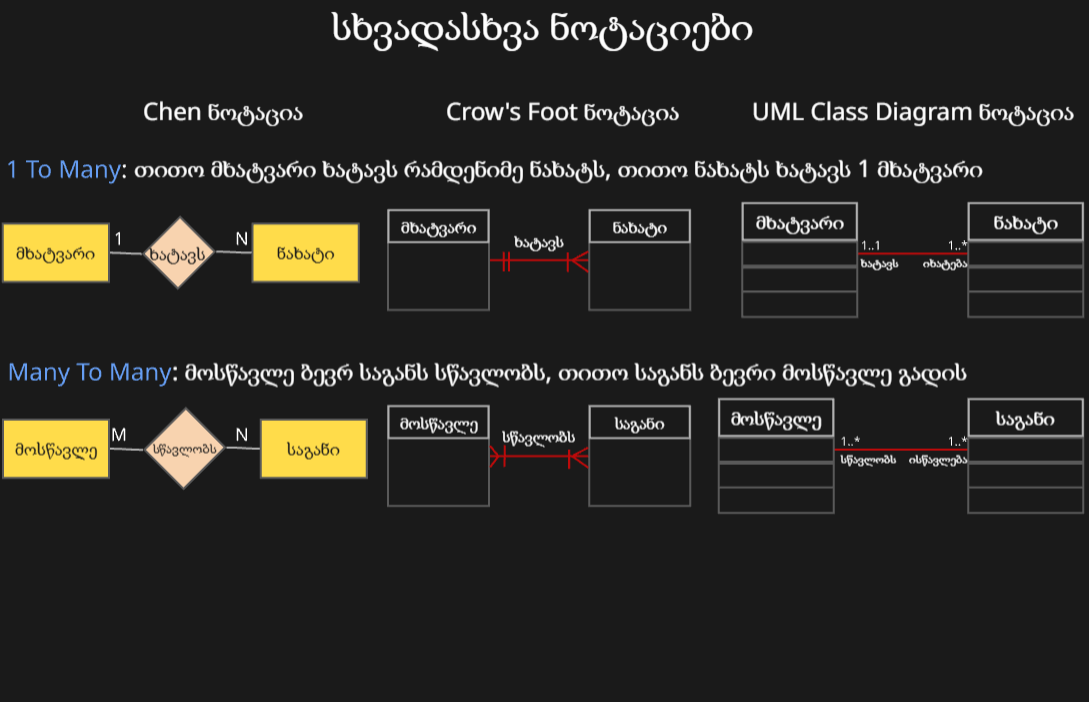 სხვადასხვა ნოტაციები
Chen ნოტაცია
Crow's Foot ნოტაცია
UML Class Diagram ნოტაცია
1 To Many: თითო მხატვარი ხატავს რამდენიმე ნახატს, თითო ნახატს ხატავს 1 მხატვარი
მხატვარი
1
ხატავს
N
ნახატი
მხატვარი
ხატავს
ნახატი
მხატვარი
1..1
ხატავს
1..*
იხატება
ნახატი
Many To Many: მოსწავლე ბევრ საგანს სწავლობს, თითო საგანს ბევრი მოსწავლე გადის
მოსწავლე
M
სწავლობს
N
საგანი
მოსწავლე
სწავლობს
საგანი
მოსწავლე
1..*
სწავლობს
1..*
ისწავლება
საგანი